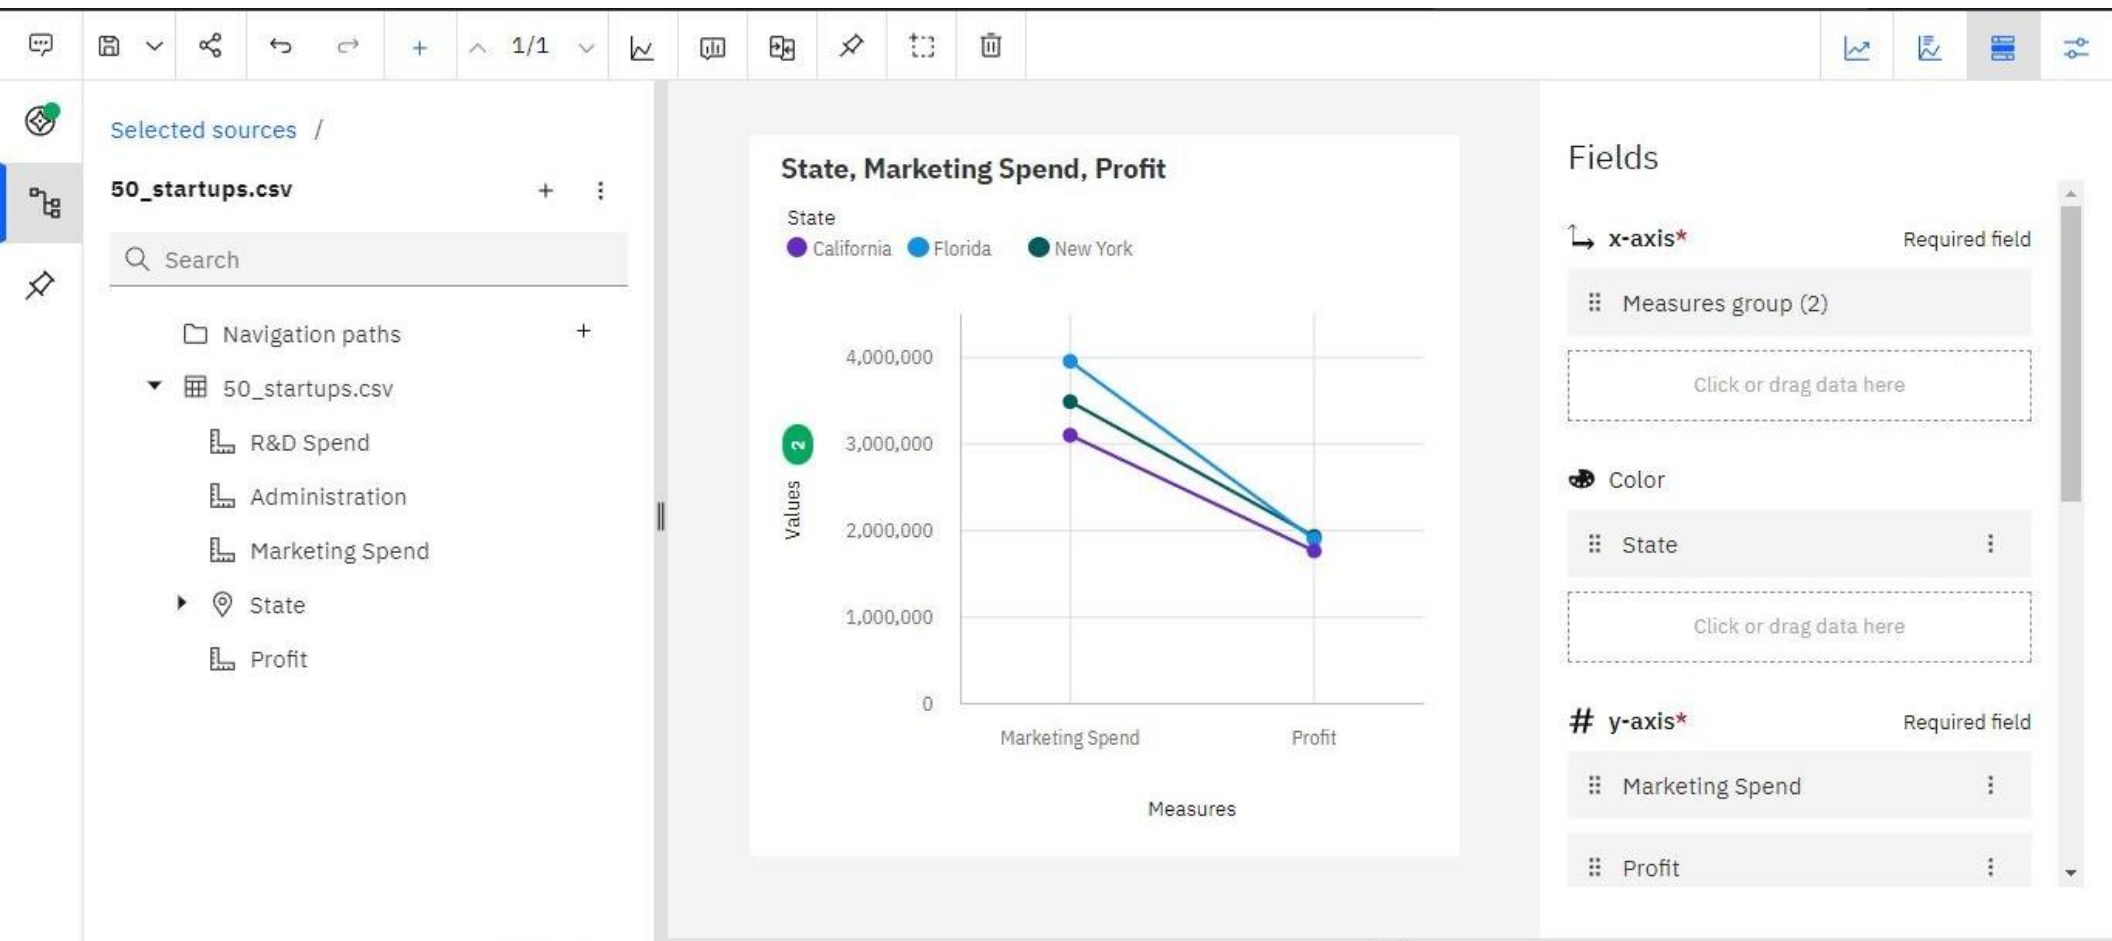 1/1
Selected sources /
50_startups.csv
Search
Navigation paths
50_startups.csv
R&D Spend
Administration
Marketing Spend
State
Profit
State, Marketing Spend, Profit
State
California Florida New York
4,000,000
3,000,000
2,000,000
1,000,000
0
Values 2
Marketing Spend Profit
Measures
Fields
x-axis* Required field
Measures group (2)
Click or drag data here
Color
State
Click or drag data here
# y-axis* Required field
Marketing Spend
Profit